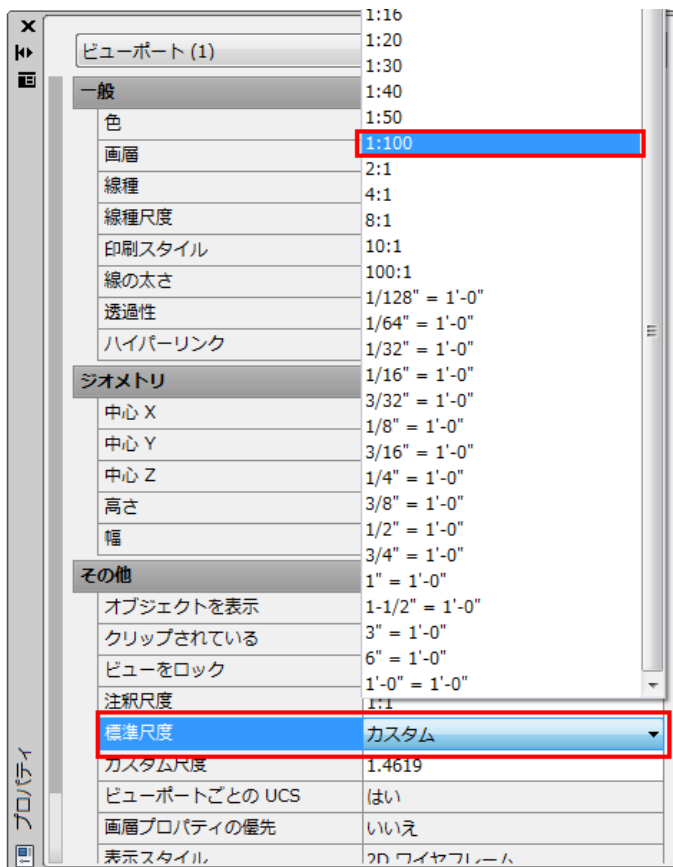 1:16
ビューポート (1)
1:20
1:30
一般
1:40
色
1:50
画層
1:100
線種
2:1
4:1
線種尺度
8:1
印刷スタイル
10:1
線の太さ
100:1
透過性
1/128" = 1'-0"
1/64" = 1'-0"
ハイパーリンク
1/32" = 1'-0"
ジオメトリ
1/16" = 1'-0"
中心 X
3/32" = 1'-0"
1/8" = 1'-0"
中心 Y
3/16" = 1'-0"
中心 Z
1/4" = 1'-0"
高さ
3/8" = 1'-0"
幅
1/2" = 1'-0"
3/4" = 1'-0"
その他
1" = 1'-0"
オブジェクトを表示
1-1/2" = 1'-0"
クリップされている
3" = 1'-0"
ビューをロック
6" = 1'-0"
1'-0" = 1'-0"
注釈尺度 1:1
標準尺度 カスタム
カスタム尺度 1.4619
ビューポートごとの UCS はい
画層プロパティの優先 いいえ
表示スタイル 2D ワイヤフレーム
プロパティ